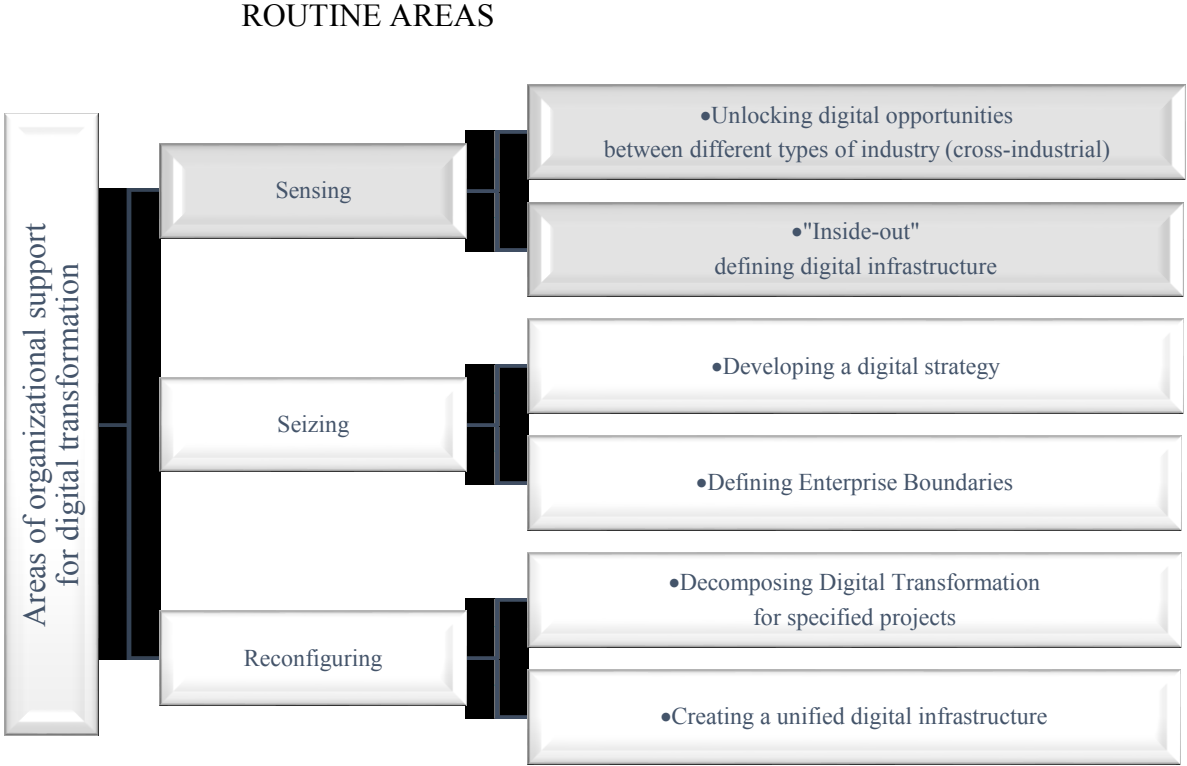 ROUTINE AREAS
Areas of organizational support
for digital transformation
Sensing
•Unlocking digital opportunities
between different types of industry (cross-industrial)
•"Inside-out"
defining digital infrastructure
Seizing
•Developing a digital strategy
•Defining Enterprise Boundaries
Reconfiguring
•Decomposing Digital Transformation
for specified projects
•Creating a unified digital infrastructure